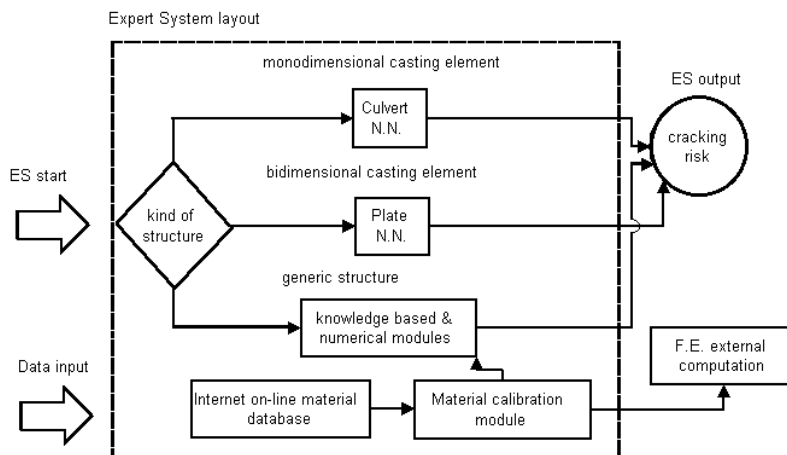 Expert System layout
monodimensional casting element
ES output
Culvert
N.N.
cracking
risk
ES start
bidimensional casting element
kind of
structure
Plate
N.N.
generic structure
knowledge based &
numerical modules
Data input
F.E. external
computation
Internet on-line material
database
Material calibration
module